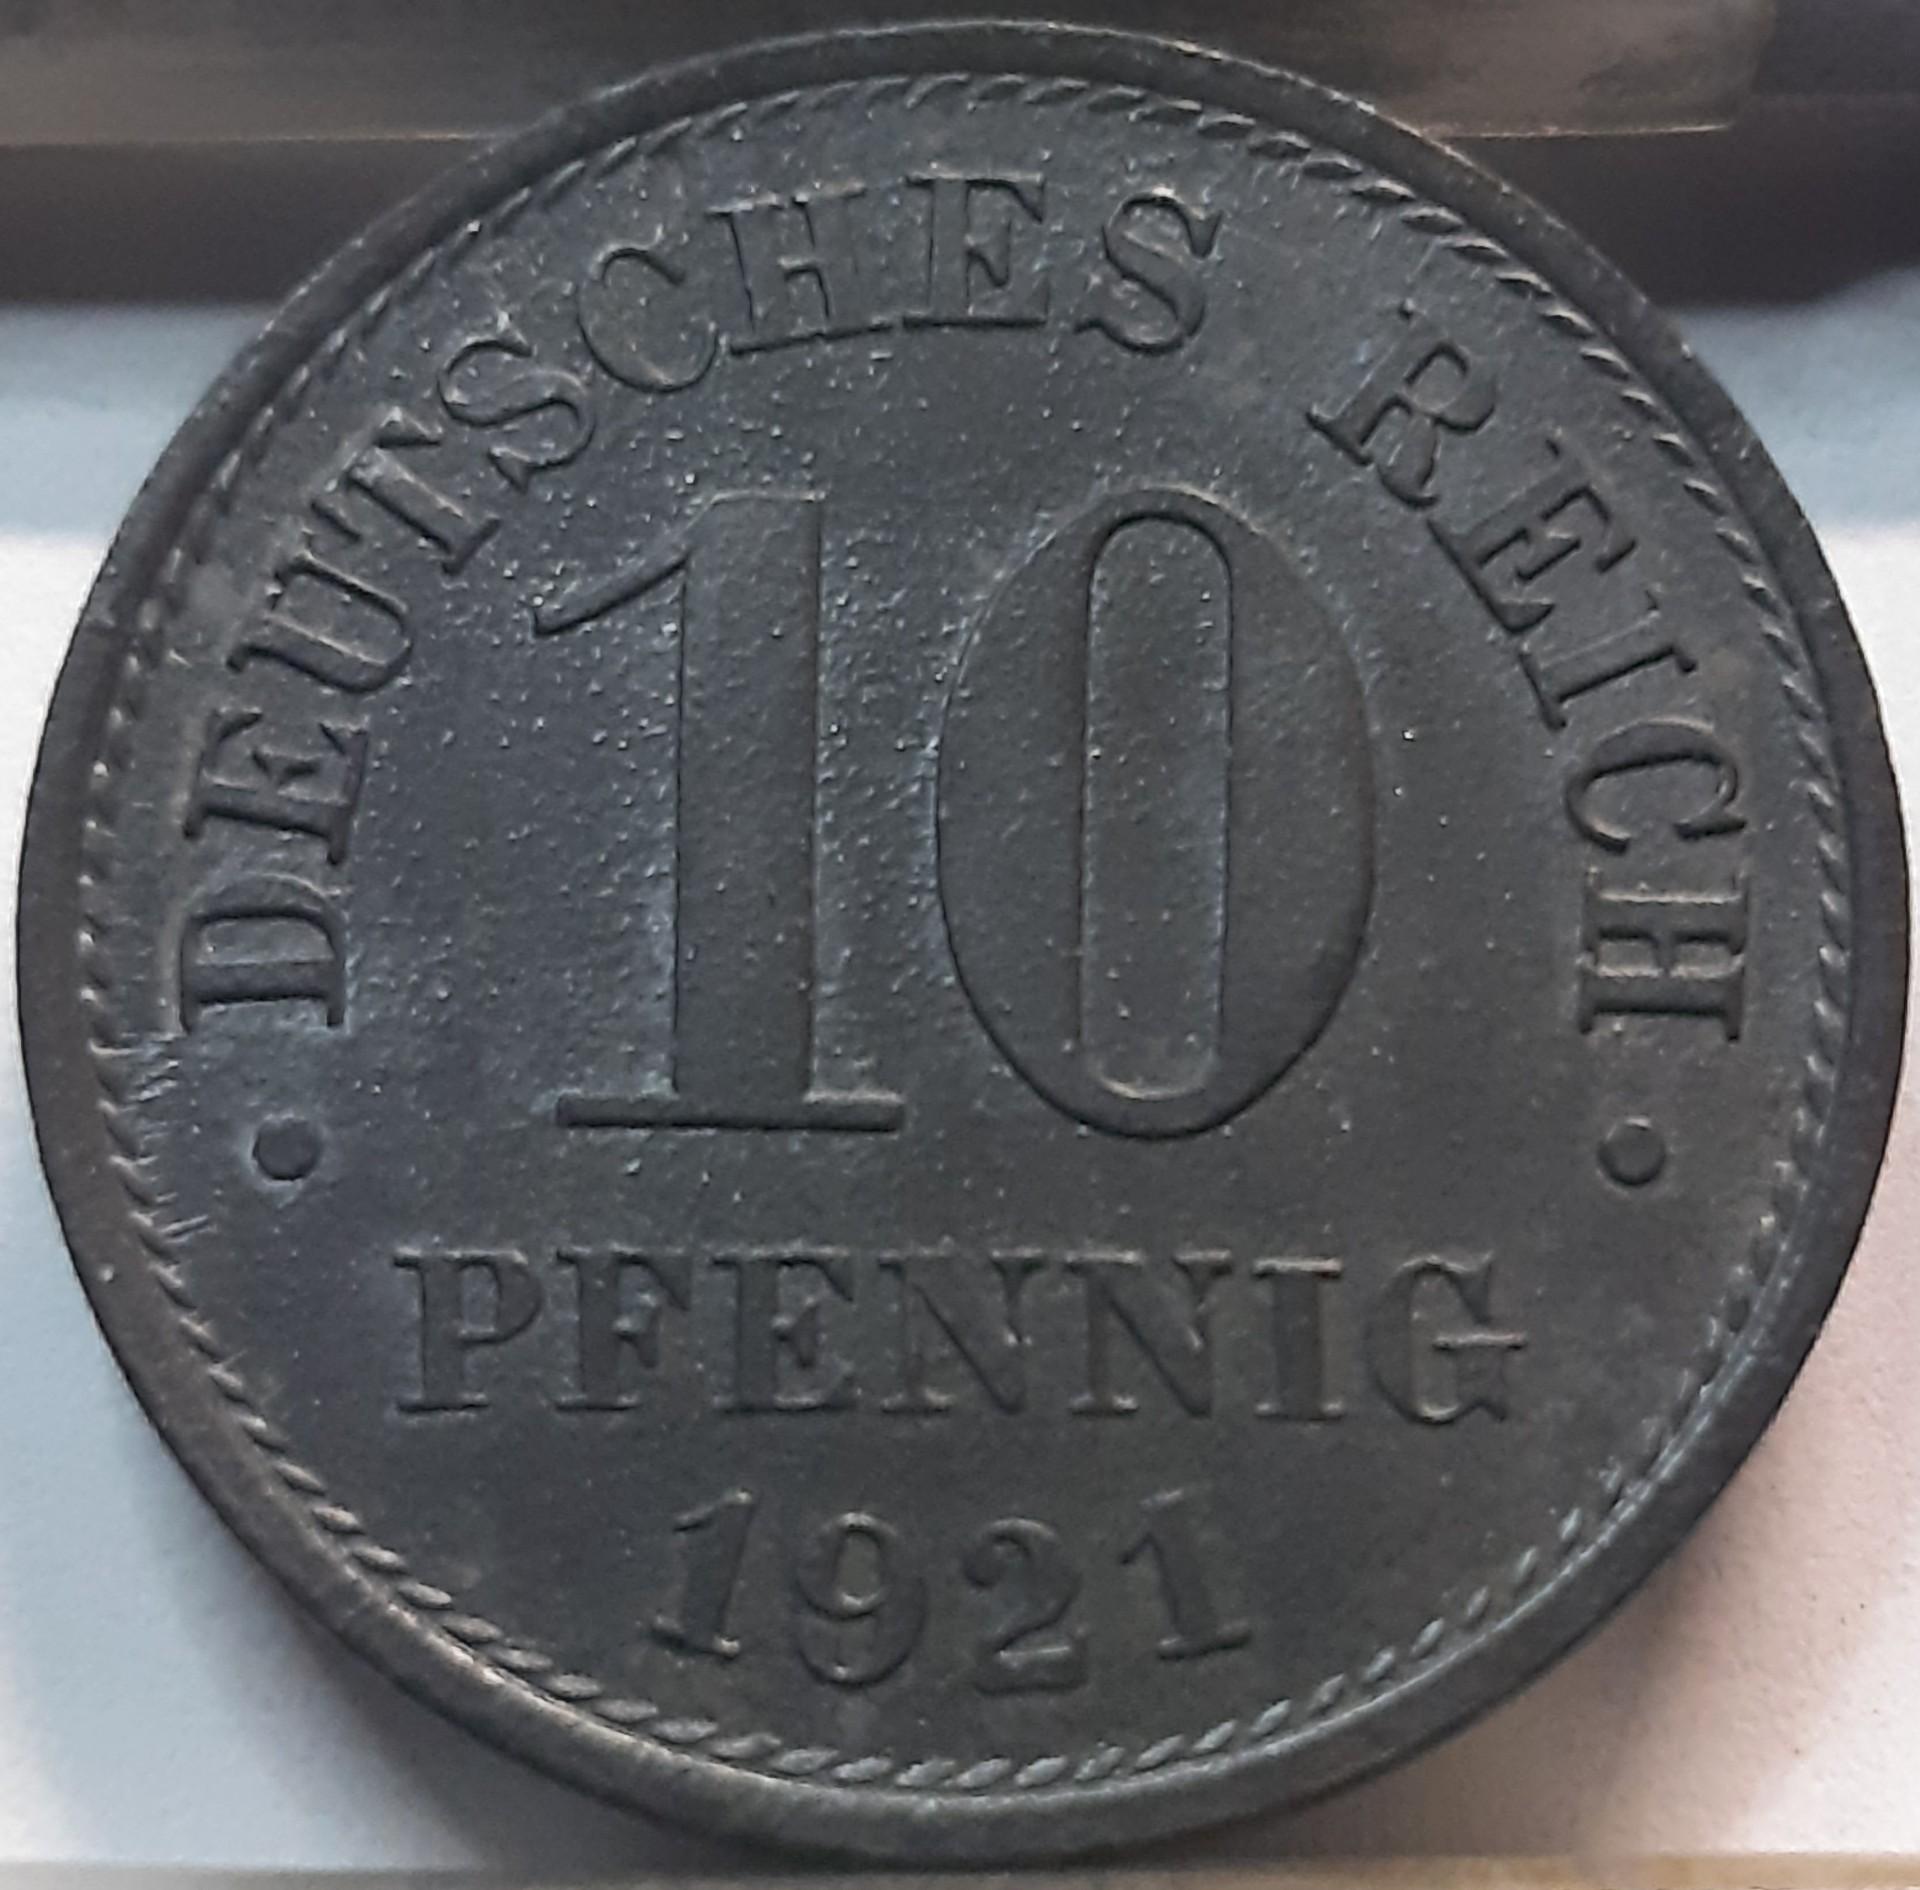 DEUTSCHES REICH
10
PFENNIG
1921